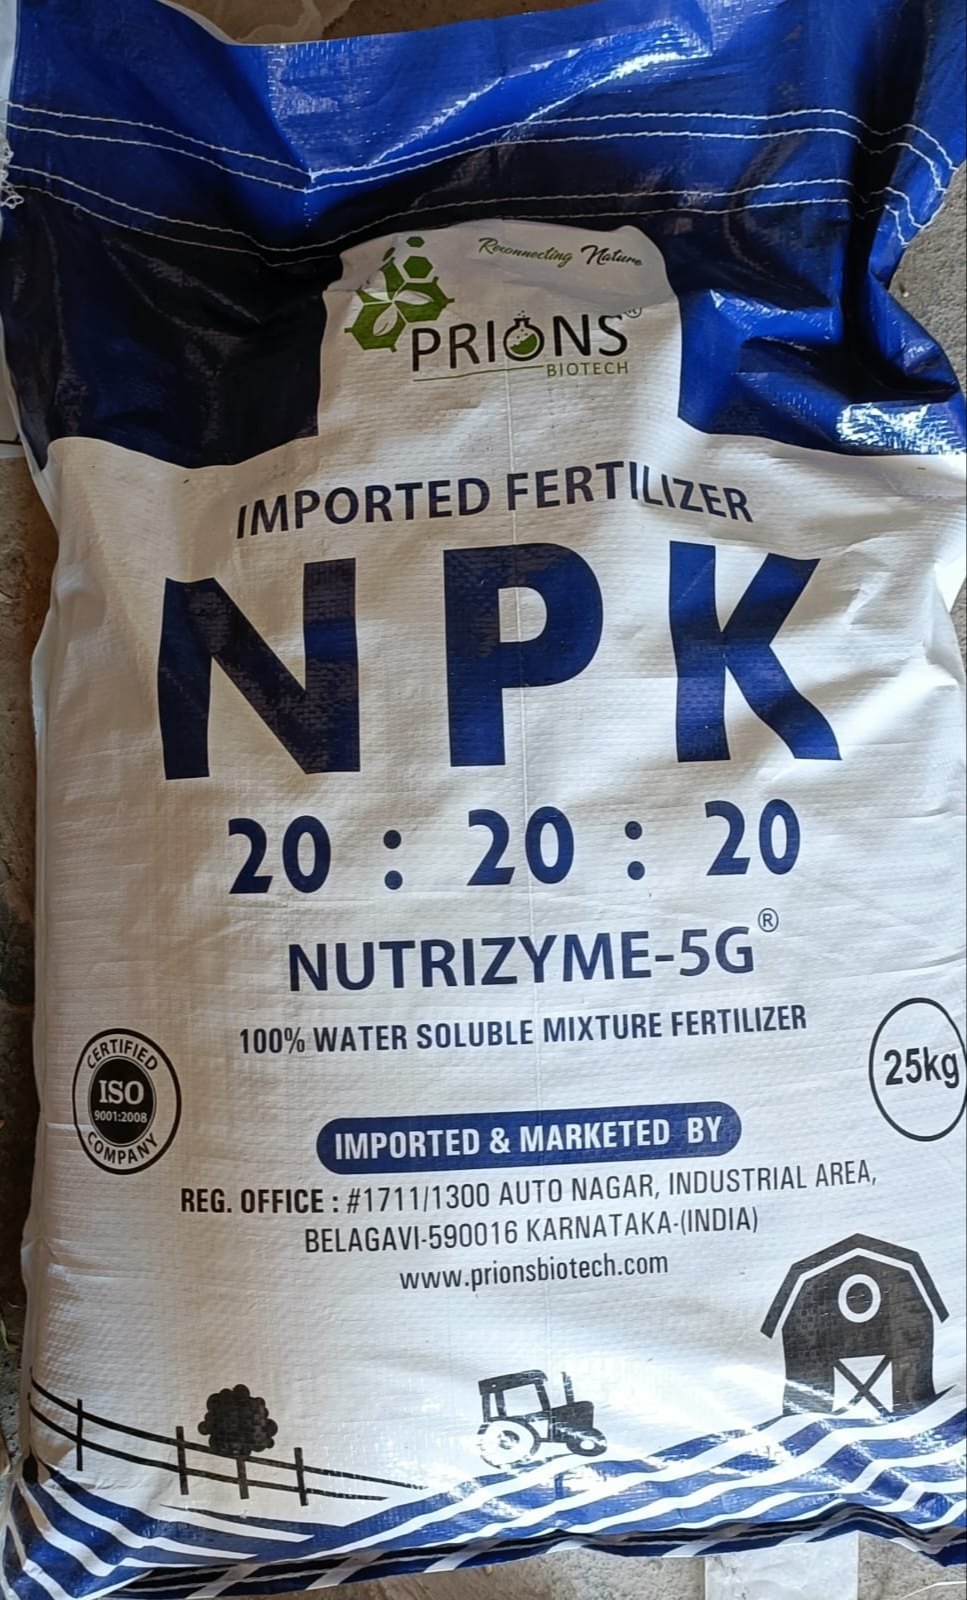 Reconnecting Nature
PRIONS®
BIOTECH
IMPORTED FERTILIZER
NPK
20 : 20 : 20
NUTRIZYME-5G®
100% WATER SOLUBLE MIXTURE FERTILIZER
CERTIFIED
ISO
9001:2008
COMPANY
25kg
IMPORTED & MARKETED BY
REG. OFFICE : #1711/1300 AUTO NAGAR, INDUSTRIAL AREA,
BELAGAVI-590016 KARNATAKA-(INDIA)
www.prionsbiotech.com